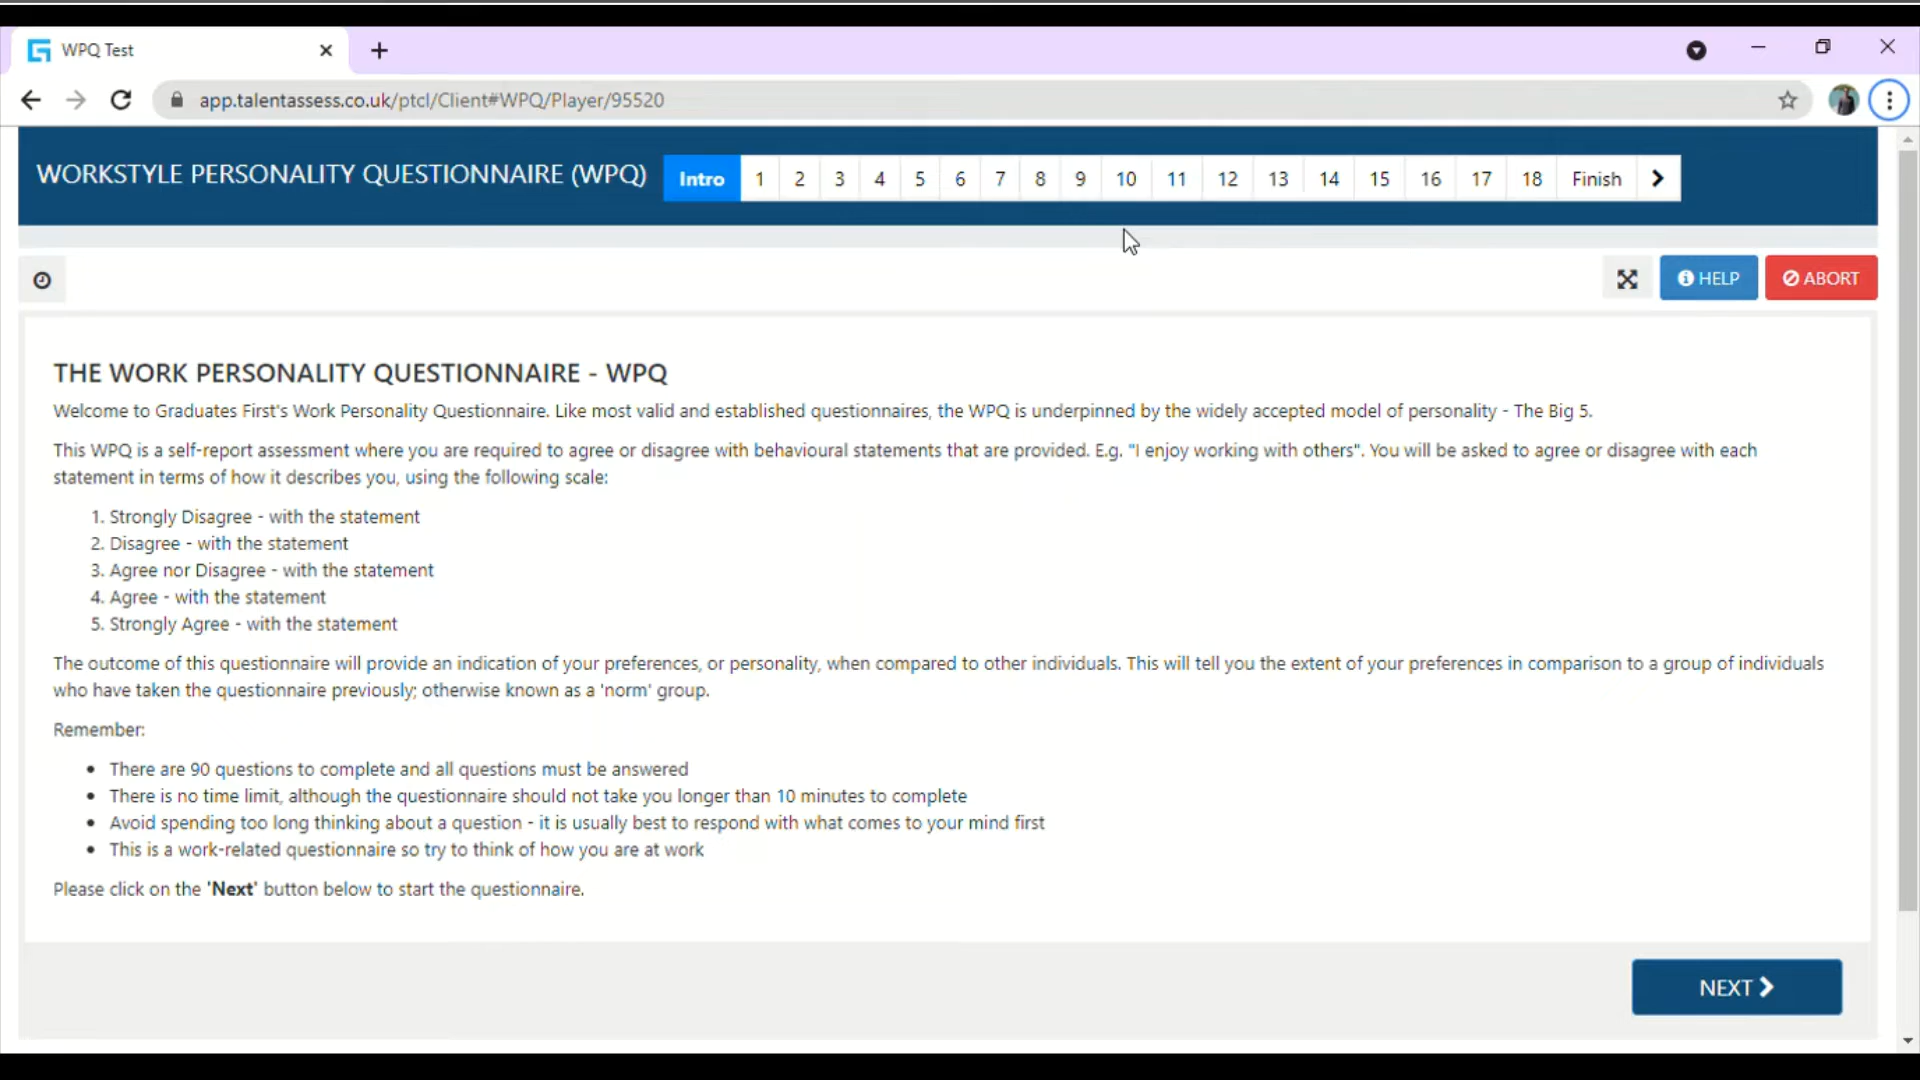 WPQ Test
app.talentassess.co.uk/ptcl/Client#WPQ/Player/95520
WORKSTYLE PERSONALITY QUESTIONNAIRE (WPQ) Intro 1 2 3 4 5 6 7 8 9 10 11 12 13 14 15 16 17 18 Finish
HELP ABORT
THE WORK PERSONALITY QUESTIONNAIRE - WPQ
Welcome to Graduates First's Work Personality Questionnaire. Like most valid and established questionnaires, the WPQ is underpinned by the widely accepted model of personality - The Big 5.
This WPQ is a self-report assessment where you are required to agree or disagree with behavioural statements that are provided. E.g. "I enjoy working with others". You will be asked to agree or disagree with each
statement in terms of how it describes you, using the following scale:
1. Strongly Disagree - with the statement
2. Disagree - with the statement
3. Agree nor Disagree - with the statement
4. Agree - with the statement
5. Strongly Agree - with the statement
The outcome of this questionnaire will provide an indication of your preferences, or personality, when compared to other individuals. This will tell you the extent of your preferences in comparison to a group of individuals
who have taken the questionnaire previously; otherwise known as a 'norm' group.
Remember:
• There are 90 questions to complete and all questions must be answered
• There is no time limit, although the questionnaire should not take you longer than 10 minutes to complete
• Avoid spending too long thinking about a question - it is usually best to respond with what comes to your mind first
• This is a work-related questionnaire so try to think of how you are at work
Please click on the 'Next' button below to start the questionnaire.
NEXT